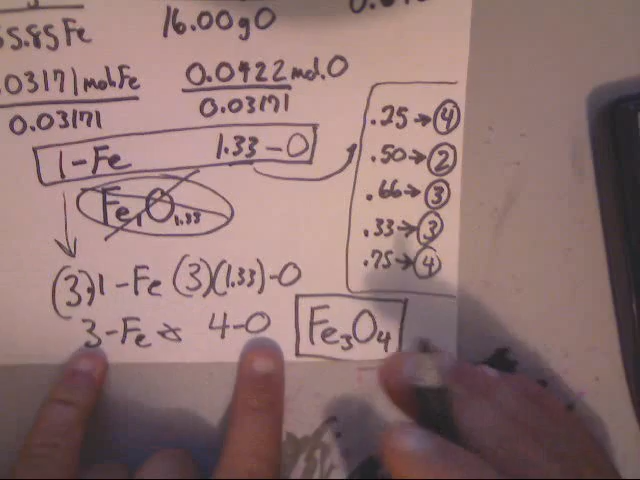 5.85 Fe
16.00 g O
0.03171 mol Fe
0.03171
0.0422 mol O
0.03171
1 - Fe 1.33 - O
Fe₁O₁.₃₃
.25 → 4
.50 → 2
.66 → 3
.33 → 3
.75 → 4
(3)1 - Fe (3)(1.33) - O
3 - Fe & 4 - O
Fe₃O₄